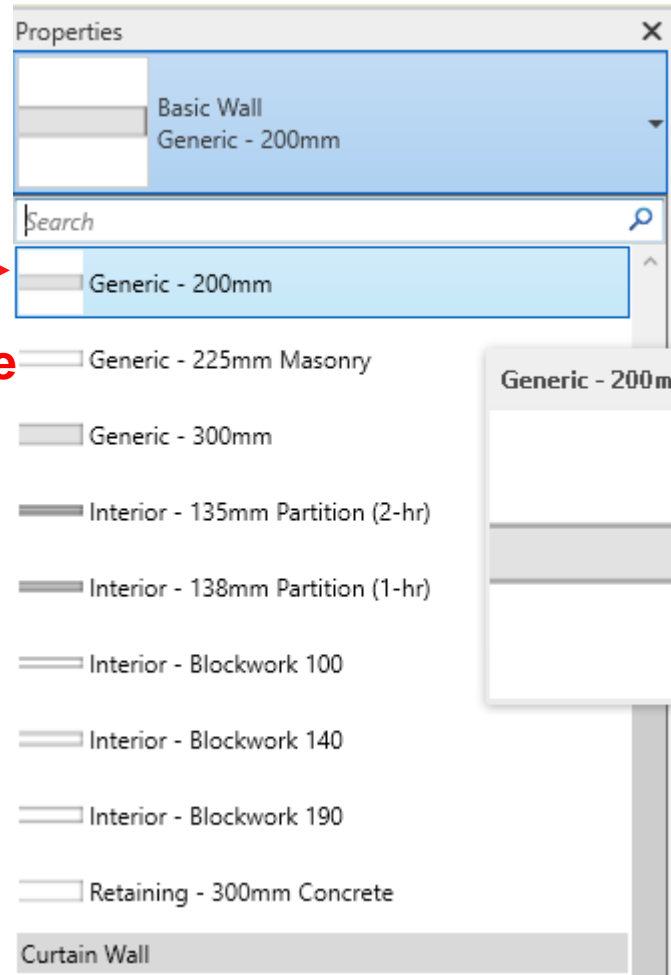 Properties
Basic Wall
Generic - 200mm
Search
Generic - 200mm
Generic - 225mm Masonry
Generic - 300mm
Interior - 135mm Partition (2-hr)
Interior - 138mm Partition (1-hr)
Interior - Blockwork 100
Interior - Blockwork 140
Interior - Blockwork 190
Retaining - 300mm Concrete
Curtain Wall
e
Generic - 200m